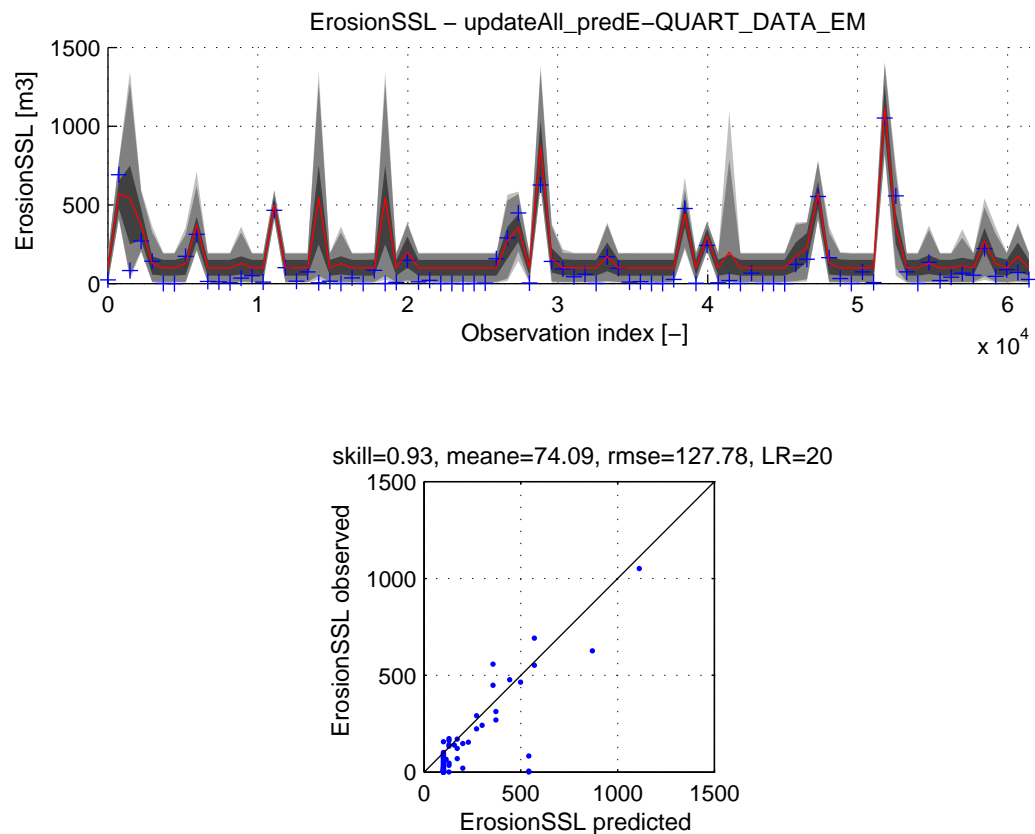 ErosionSSL − updateAll_predE−QUART_DATA_EM
1500
1000
500
0
ErosionSSL [m3]
0 1 2 3 4 5 6
x 10^4
Observation index [−]
skill=0.93, meane=74.09, rmse=127.78, LR=20
1500
1000
500
0
ErosionSSL observed
0 500 1000 1500
ErosionSSL predicted